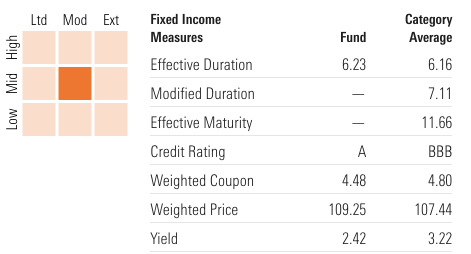 Ltd Mod Ext
High
Mid
Low
Fixed Income Measures Fund Category Average
Effective Duration 6.23 6.16
Modified Duration — 7.11
Effective Maturity — 11.66
Credit Rating A BBB
Weighted Coupon 4.48 4.80
Weighted Price 109.25 107.44
Yield 2.42 3.22